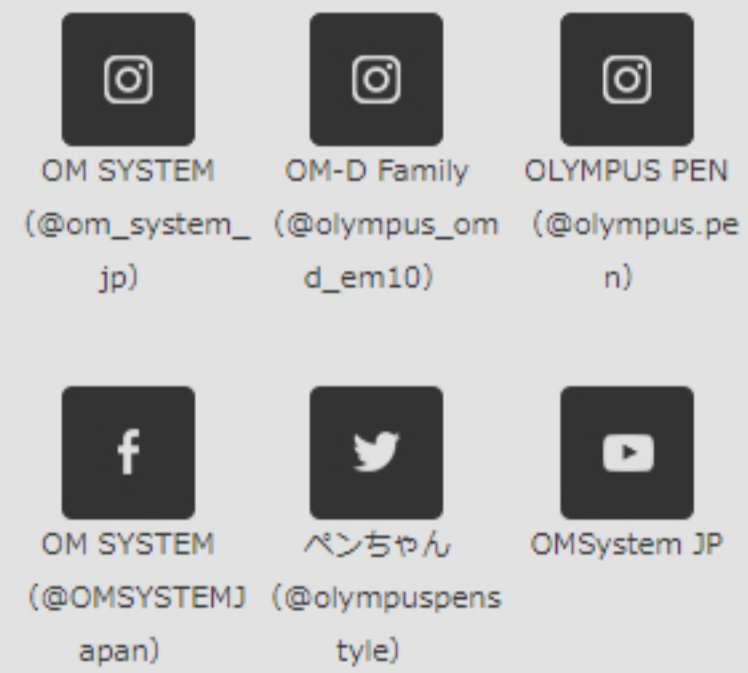 OM SYSTEM
（@om_system_
jp）
OM-D Family
（@olympus_om
d_em10）
OLYMPUS PEN
（@olympus.pe
n）
OM SYSTEM
（@OMSYSTEMJ
apan）
ペンちゃん
（@olympuspens
tyle）
OMSystem JP